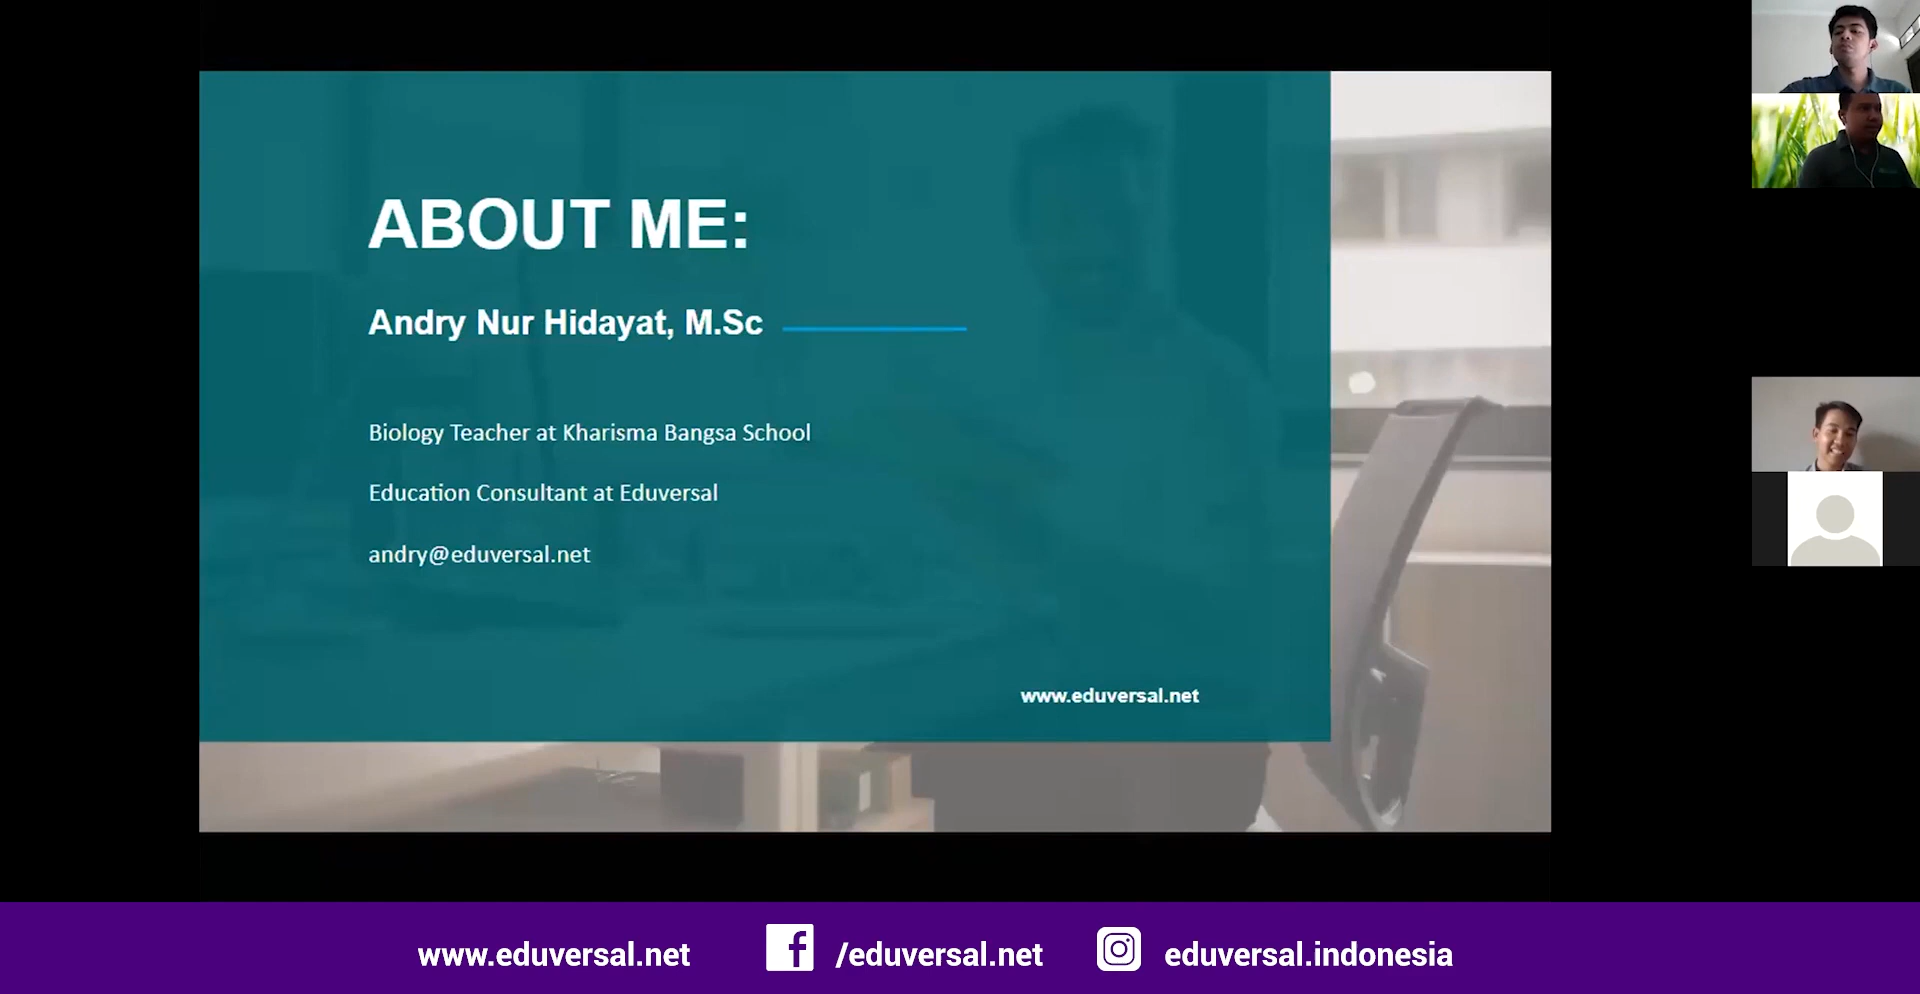 ABOUT ME:
Andry Nur Hidayat, M.Sc
Biology Teacher at Kharisma Bangsa School
Education Consultant at Eduversal
andry@eduversal.net
www.eduversal.net
www.eduversal.net
/eduversal.net
eduversal.indonesia